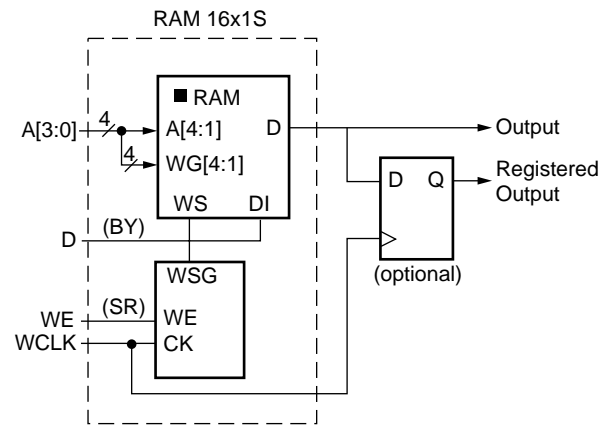 RAM 16x1S
RAM
A[3:0]
4
A[4:1]
D
Output
4
WG[4:1]
D Q
Registered
Output
WS DI
D
(BY)
(optional)
WSG
WE
(SR)
WE
WCLK
CK